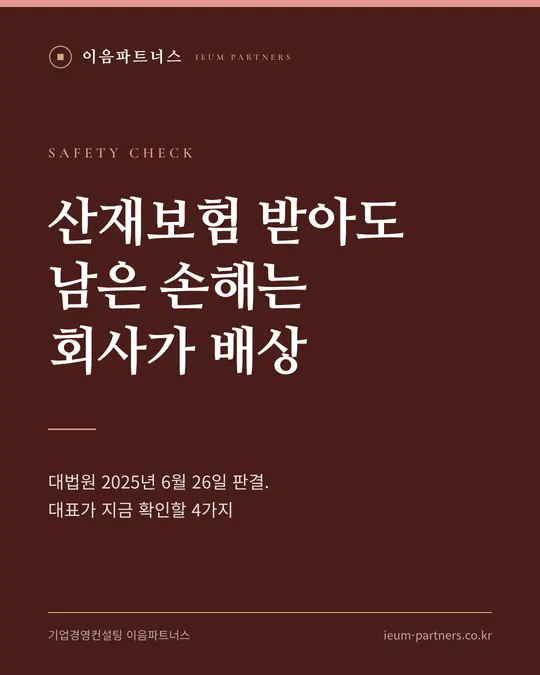 이음파트너스 IEUM PARTNERS
SAFETY CHECK
산재보험 받아도
남은 손해는
회사가 배상
대법원 2025년 6월 26일 판결.
대표가 지금 확인할 4가지
기업경영컨설팅 이음파트너스 ieum-partners.co.kr